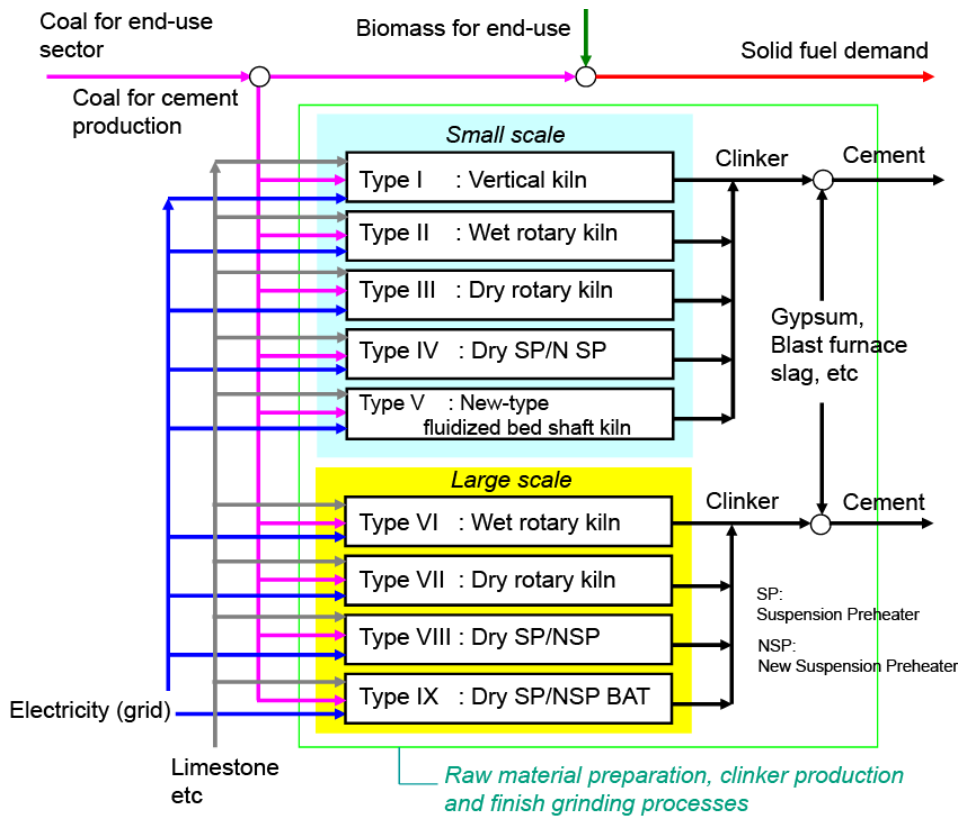 Coal for end-use
sector
Biomass for end-use
Solid fuel demand
Coal for cement
production
Small scale
Type I : Vertical kiln
Type II : Wet rotary kiln
Type III : Dry rotary kiln
Type IV : Dry SP/N SP
Type V : New-type
fluidized bed shaft kiln
Clinker
Cement
Gypsum,
Blast furnace
slag, etc
Large scale
Type VI : Wet rotary kiln
Type VII : Dry rotary kiln
Type VIII : Dry SP/NSP
Type IX : Dry SP/NSP BAT
Clinker
Cement
SP:
Suspension Preheater
NSP:
New Suspension Preheater
Electricity (grid)
Limestone
etc
Raw material preparation, clinker production
and finish grinding processes